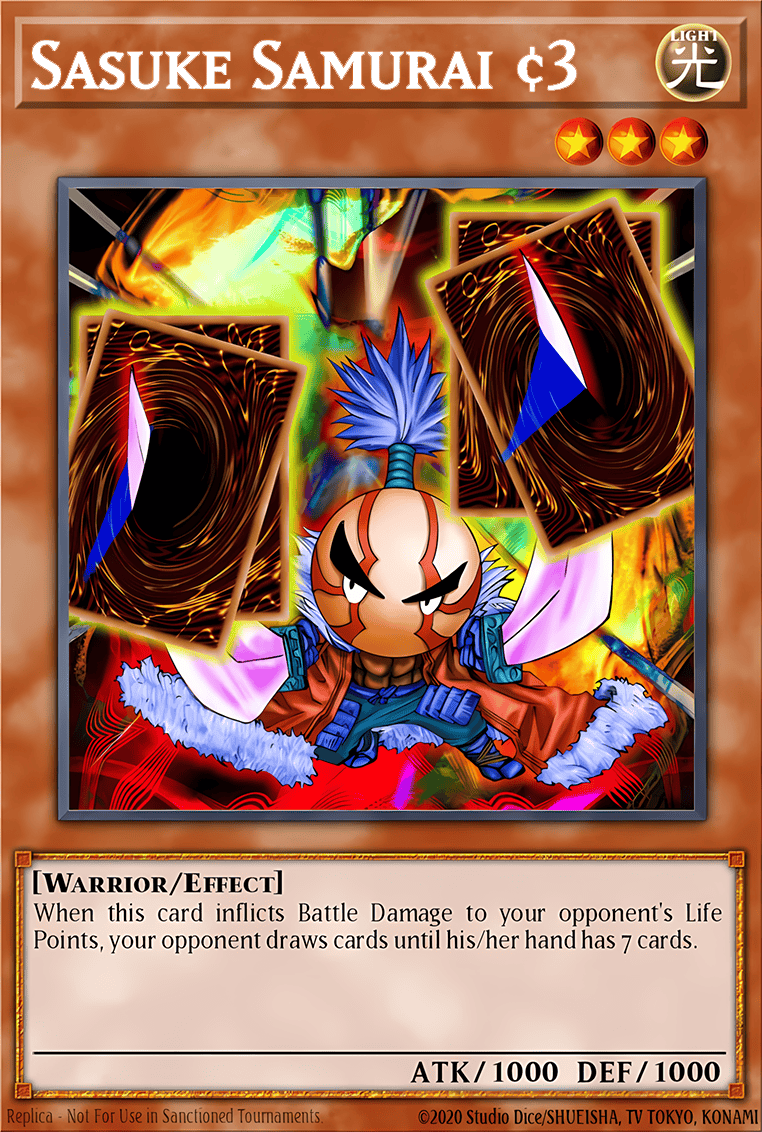 SASUKE SAMURAI ¢3
LIGHT
光
[WARRIOR/EFFECT]
When this card inflicts Battle Damage to your opponent's Life
Points, your opponent draws cards until his/her hand has 7 cards.
ATK/1000 DEF/1000
Replica - Not For Use in Sanctioned Tournaments.
©2020 Studio Dice/SHUEISHA, TV TOKYO, KONAMI